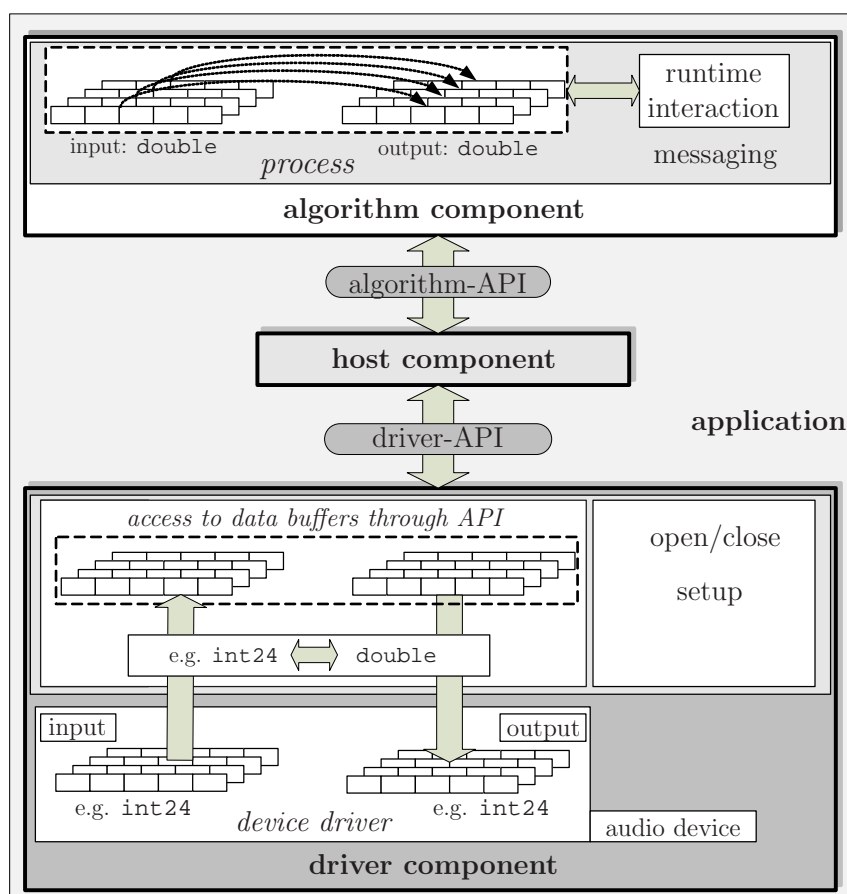 runtime
interaction
input: double
output: double
process
messaging
algorithm component
algorithm-API
host component
application
driver-API
access to data buffers through API
open/close
setup
e.g. int24 double
input
output
e.g. int24
e.g. int24
device driver
audio device
driver component